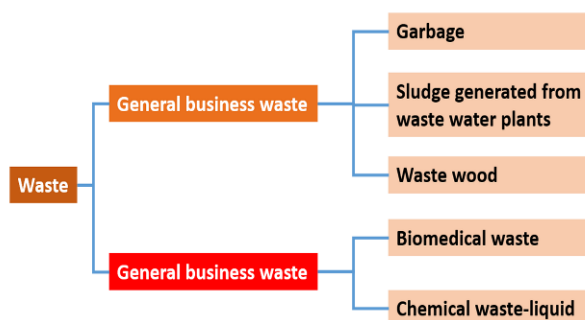 Waste
General business waste
Garbage
Sludge generated from
waste water plants
Waste wood
General business waste
Biomedical waste
Chemical waste-liquid